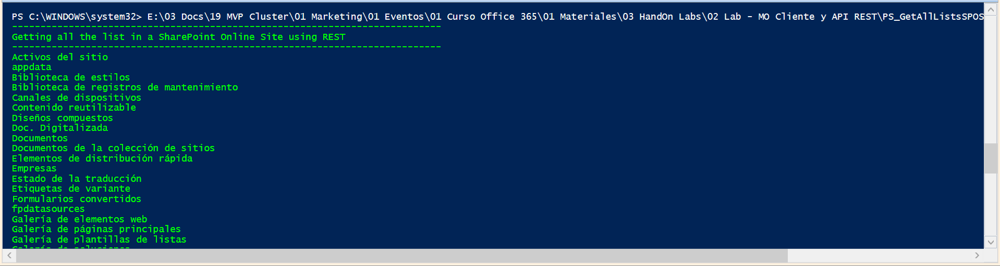 PS C:\WINDOWS\system32> E:\03 Docs\19 MVP Cluster\01 Marketing\01 Eventos\01 Curso Office 365\01 Materiales\03 HandOn Labs\02 Lab - MO Cliente y API REST\PS_GetAllListsSPOS
----------------------------------------------------------------------------
Getting all the list in a SharePoint Online Site using REST
----------------------------------------------------------------------------
Activos del sitio
appdata
Biblioteca de estilos
Biblioteca de registros de mantenimiento
Canales de dispositivos
Contenido reutilizable
Diseños compuestos
Doc. Digitalizada
Documentos
Documentos de la colección de sitios
Elementos de distribución rápida
Empresas
Estado de la traducción
Etiquetas de variante
Formularios convertidos
fpdatasources
Galería de elementos web
Galería de páginas principales
Galería de plantillas de listas
Galería de soluciones